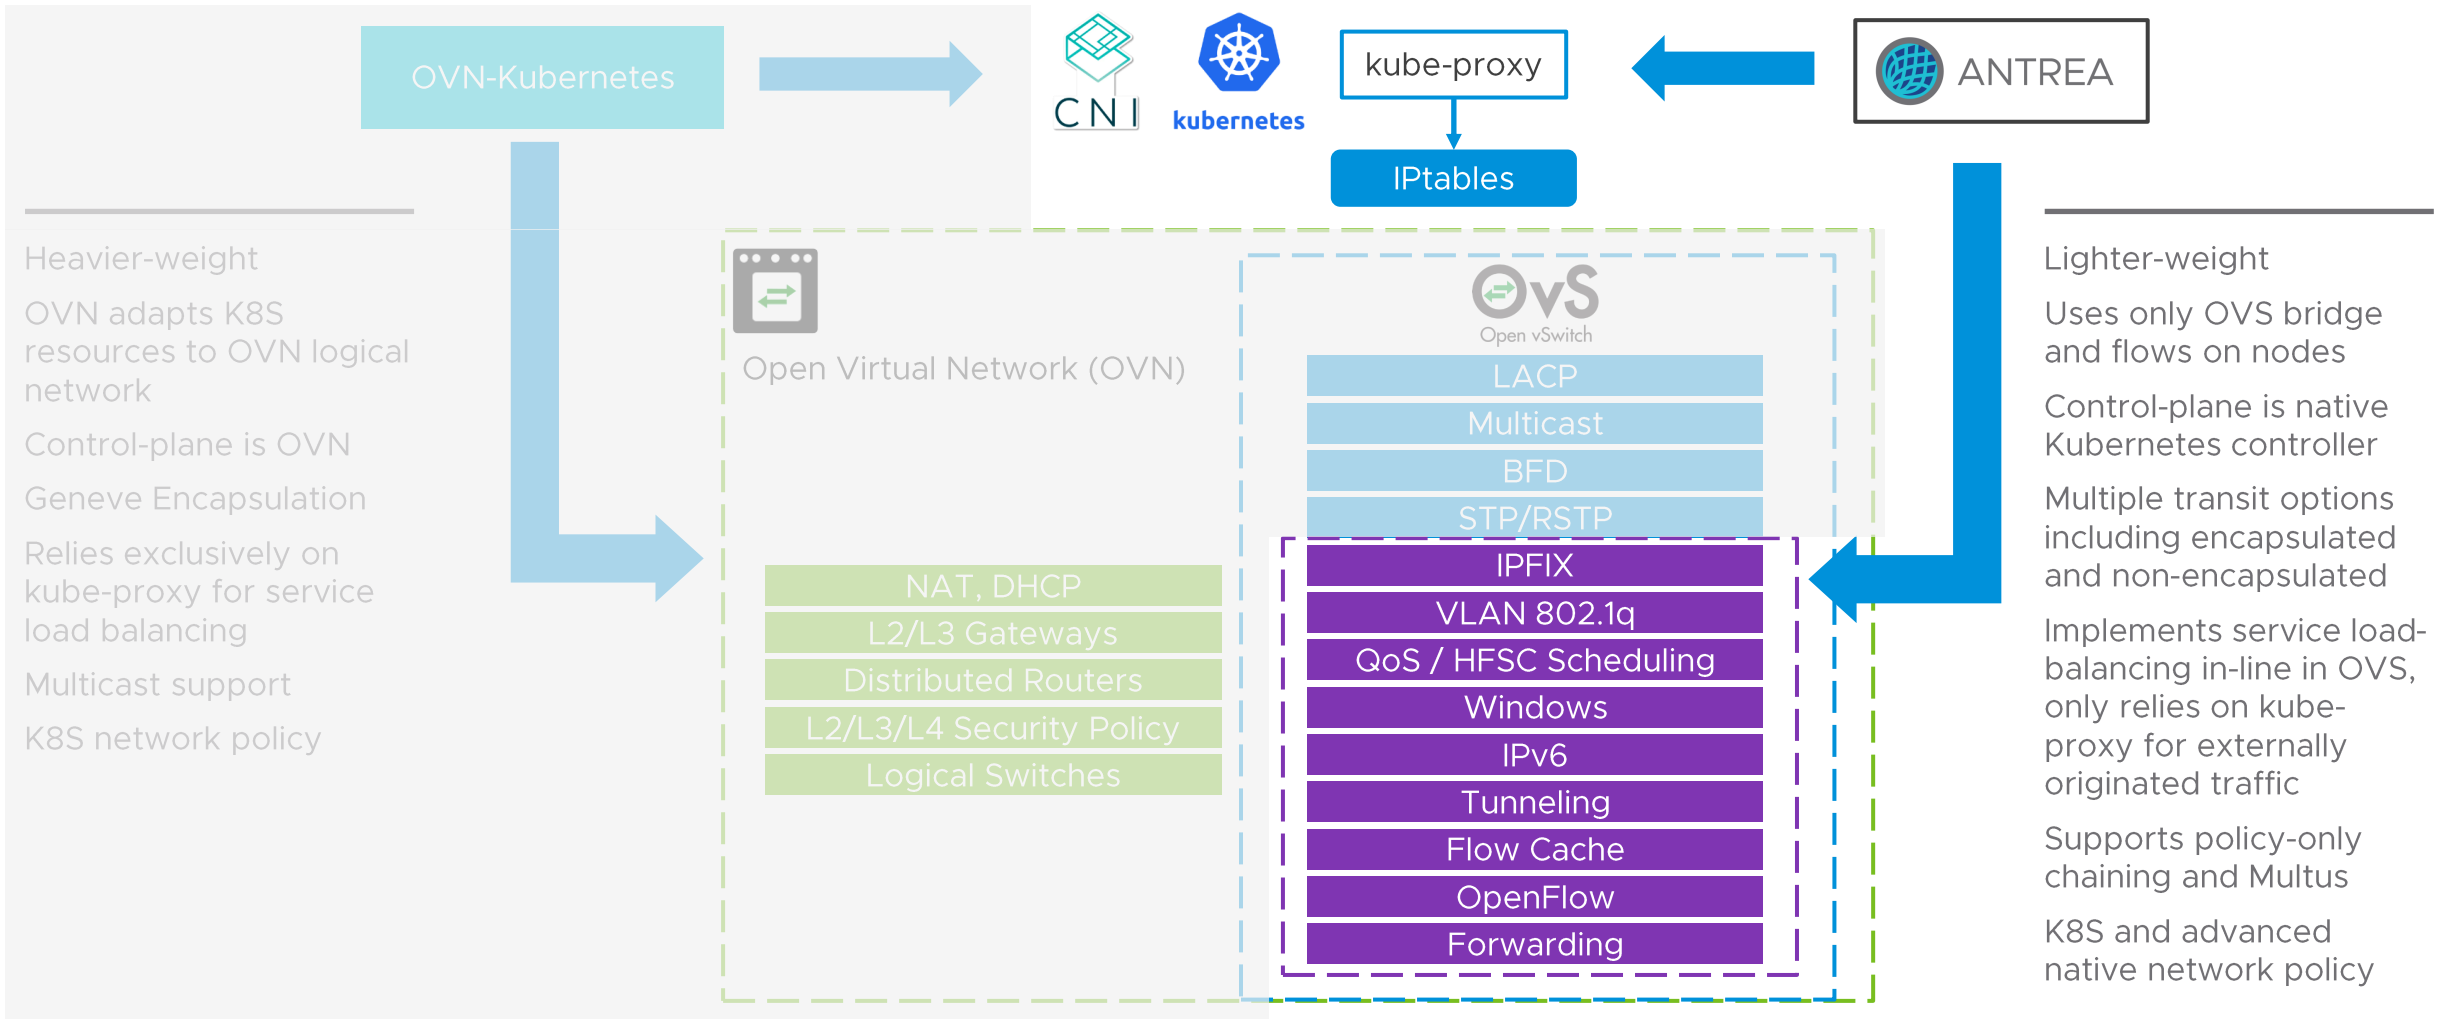 OVN-Kubernetes
CNI
kubernetes
kube-proxy
IPtables
ANTREA
Heavier-weight
OVN adapts K8S
resources to OVN logical
network
Control-plane is OVN
Geneve Encapsulation
Relies exclusively on
kube-proxy for service
load balancing
Multicast support
K8S network policy
Open Virtual Network (OVN)
NAT, DHCP
L2/L3 Gateways
Distributed Routers
L2/L3/L4 Security Policy
Logical Switches
OvS
Open vSwitch
LACP
Multicast
BFD
STP/RSTP
IPFIX
VLAN 802.1q
QoS / HFSC Scheduling
Windows
IPv6
Tunneling
Flow Cache
OpenFlow
Forwarding
Lighter-weight
Uses only OVS bridge
and flows on nodes
Control-plane is native
Kubernetes controller
Multiple transit options
including encapsulated
and non-encapsulated
Implements service load-
balancing in-line in OVS,
only relies on kube-
proxy for externally
originated traffic
Supports policy-only
chaining and Multus
K8S and advanced
native network policy